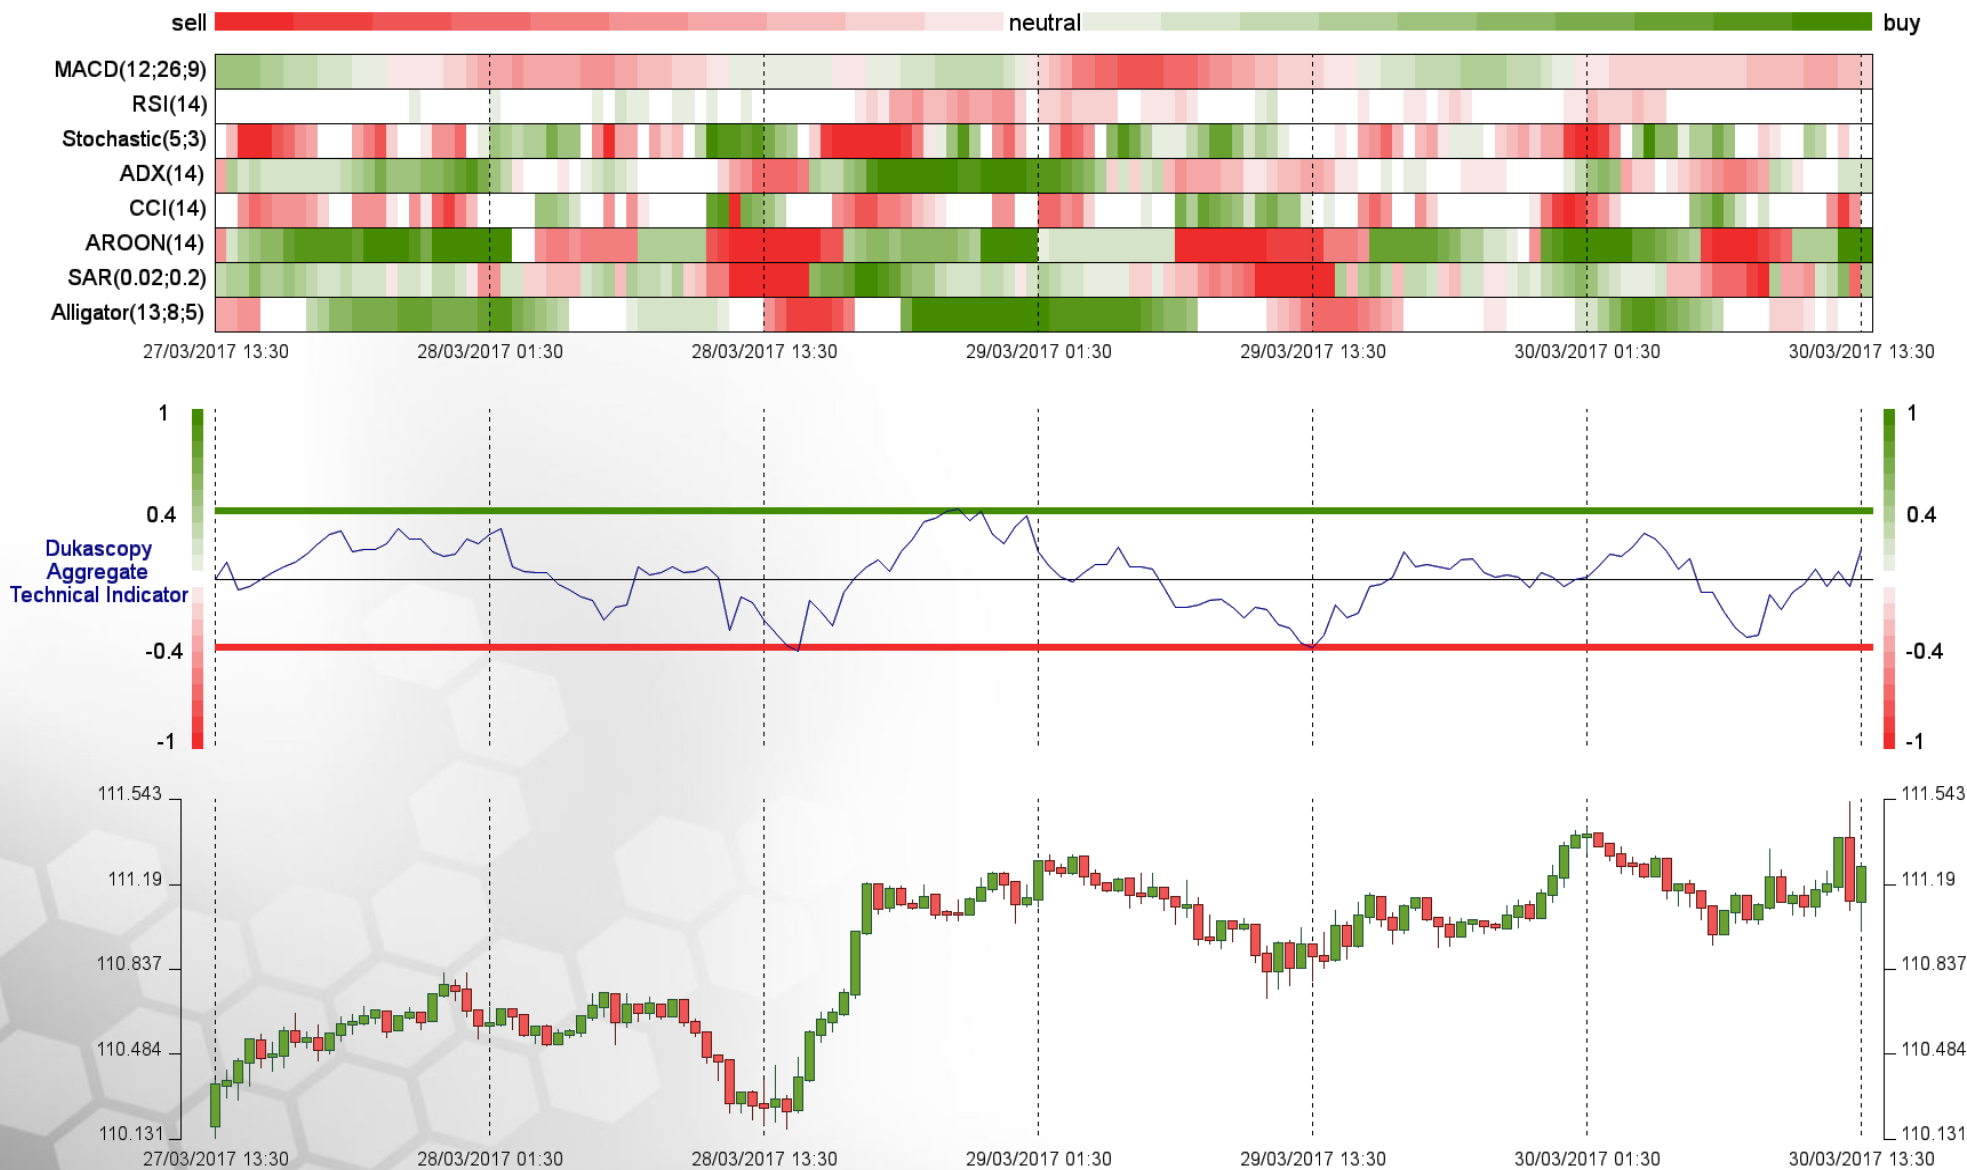 sell neutral buy
MACD(12;26;9)
RSI(14)
Stochastic(5;3)
ADX(14)
CCI(14)
AROON(14)
SAR(0.02;0.2)
Alligator(13;8;5)
27/03/2017 13:30 28/03/2017 01:30 28/03/2017 13:30 29/03/2017 01:30 29/03/2017 13:30 30/03/2017 01:30 30/03/2017 13:30
1 1
0.4 0.4
Dukascopy
Aggregate
Technical Indicator
-0.4 -0.4
-1 -1
111.543 111.543
111.19 111.19
110.837 110.837
110.484 110.484
110.131 110.131
27/03/2017 13:30 28/03/2017 01:30 28/03/2017 13:30 29/03/2017 01:30 29/03/2017 13:30 30/03/2017 01:30 30/03/2017 13:30